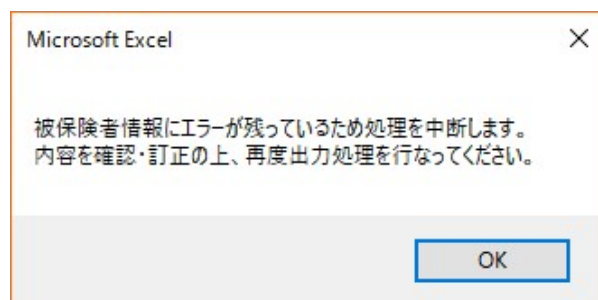 Microsoft Excel
被保険者情報にエラーが残っているため処理を中断します。
内容を確認・訂正の上、再度出力処理を行なってください。
OK